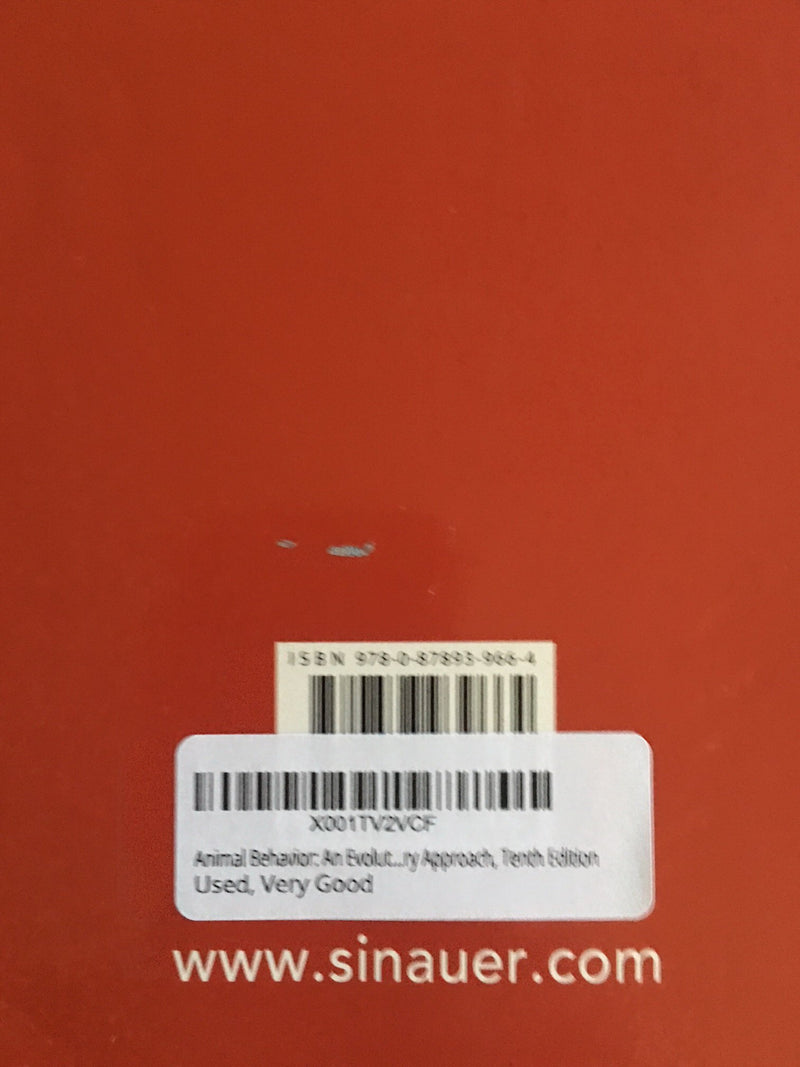 ISBN 978-0-87893-966-4
X001TV2VCF
Animal Behavior: An Evolut...ry Approach, Tenth Edition
Used, Very Good
www.sinauer.com